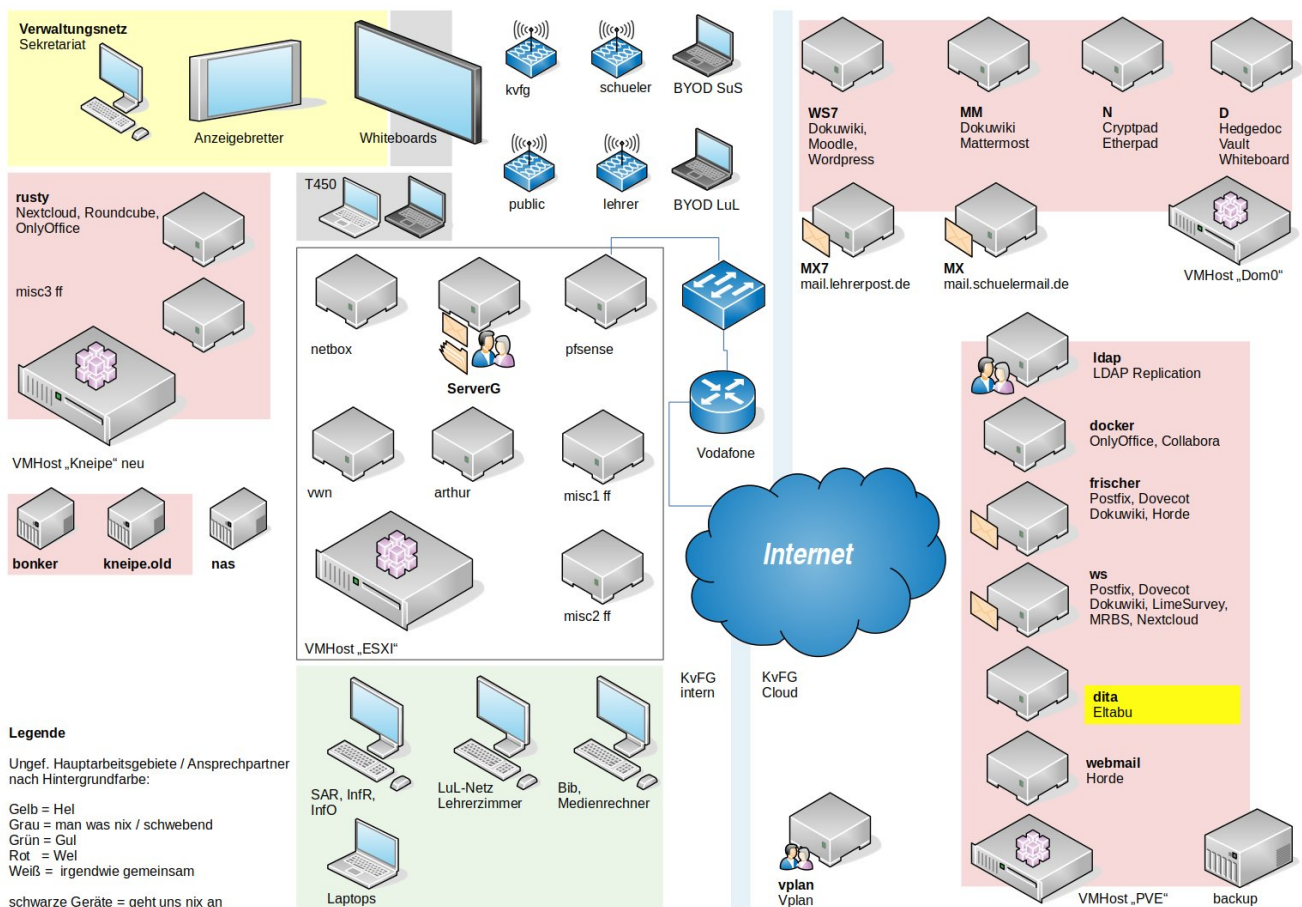 Verwaltungsnetz
Sekretariat
Anzeigebretter
Whiteboards
kvfg
schueler
BYOD SuS
public
lehrer
BYOD LuL
T450
rusty
Nextcloud, Roundcube,
OnlyOffice
misc3 ff
VMHost „Kneipe“ neu
bonker
kneipe.old
nas
netbox
ServerG
pfsense
vwn
arthur
misc1 ff
misc2 ff
VMHost „ESXI“
Vodafone
Internet
KvFG
intern
KvFG
Cloud
WS7
Dokuwiki,
Moodle,
Wordpress
MM
Dokuwiki
Mattermost
N
Cryptpad
Etherpad
D
Hedgedoc
Vault
Whiteboard
MX7
mail.lehrerpost.de
MX
mail.schuelermail.de
VMHost „Dom0“
ldap
LDAP Replication
docker
OnlyOffice, Collabora
frischer
Postfix, Dovecot
Dokuwiki, Horde
ws
Postfix, Dovecot
Dokuwiki, LimeSurvey,
MRBS, Nextcloud
dita
Eltabu
webmail
Horde
VMHost „PVE“
backup
vplan
Vplan
SAR, InfR,
InfO
LuL-Netz
Lehrerzimmer
Bib,
Medienrechner
Laptops
Legende
Ungef. Hauptarbeitsgebiete / Ansprechpartner
nach Hintergrundfarbe:
Gelb = Hel
Grau = man was nix / schwebend
Grün = Gul
Rot = Wel
Weiß = irgendwie gemeinsam
schwarze Geräte = geht uns nix an